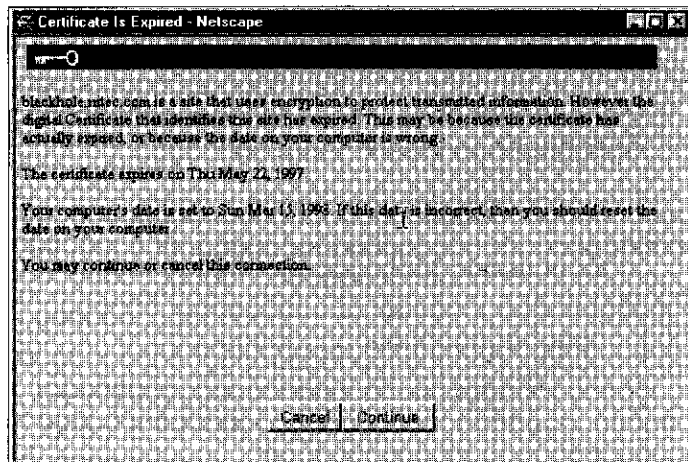 Certificate Is Expired - Netscape
blackhole.mtec.com is a site that uses encryption to protect transmitted information. However the
digital Certificate that identifies this site has expired. This may be because the certificate has
actually expired, or because the date on your computer is wrong.
The certificate expires on Thu May 22, 1997.
Your computer's date is set to Sun Mar 15, 1998. If this date is incorrect, then you should reset the
date on your computer.
You may continue or cancel this connection.
Cancel Continue